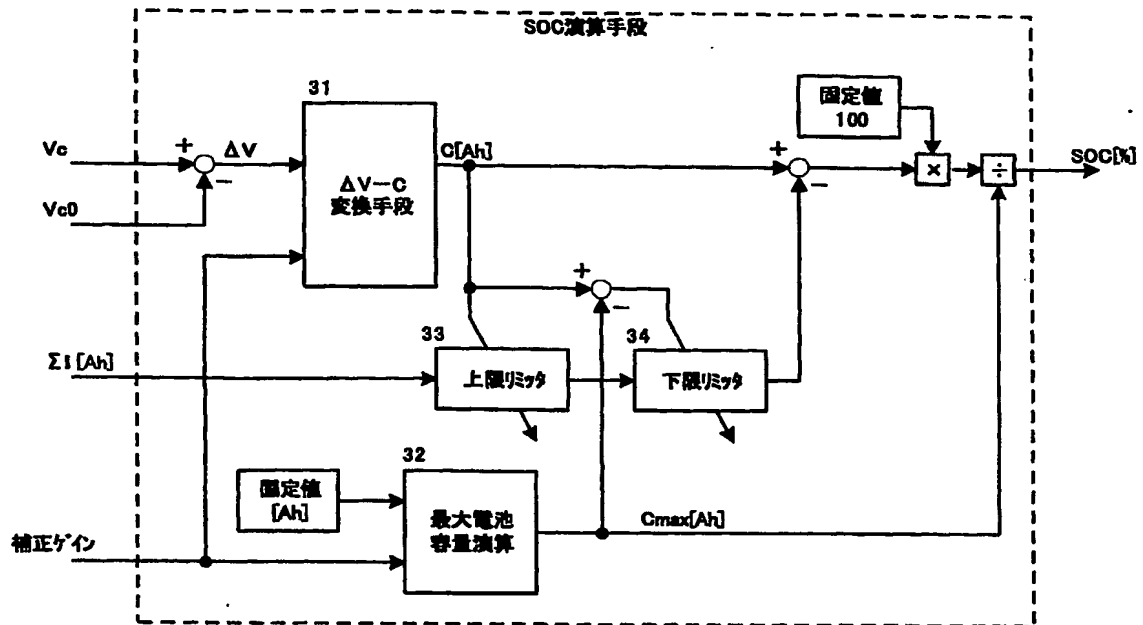 SOC演算手段
31
固定値
100
Vc
+
ΔV
-
C[Ah]
+
-
SOC[%]
×
÷
Vc0
ΔV-C
変換手段
+
-
33
34
ΣI[Ah]
上限リミッタ
下限リミッタ
32
固定値
[Ah]
最大電池
容量演算
Cmax[Ah]
補正ゲイン